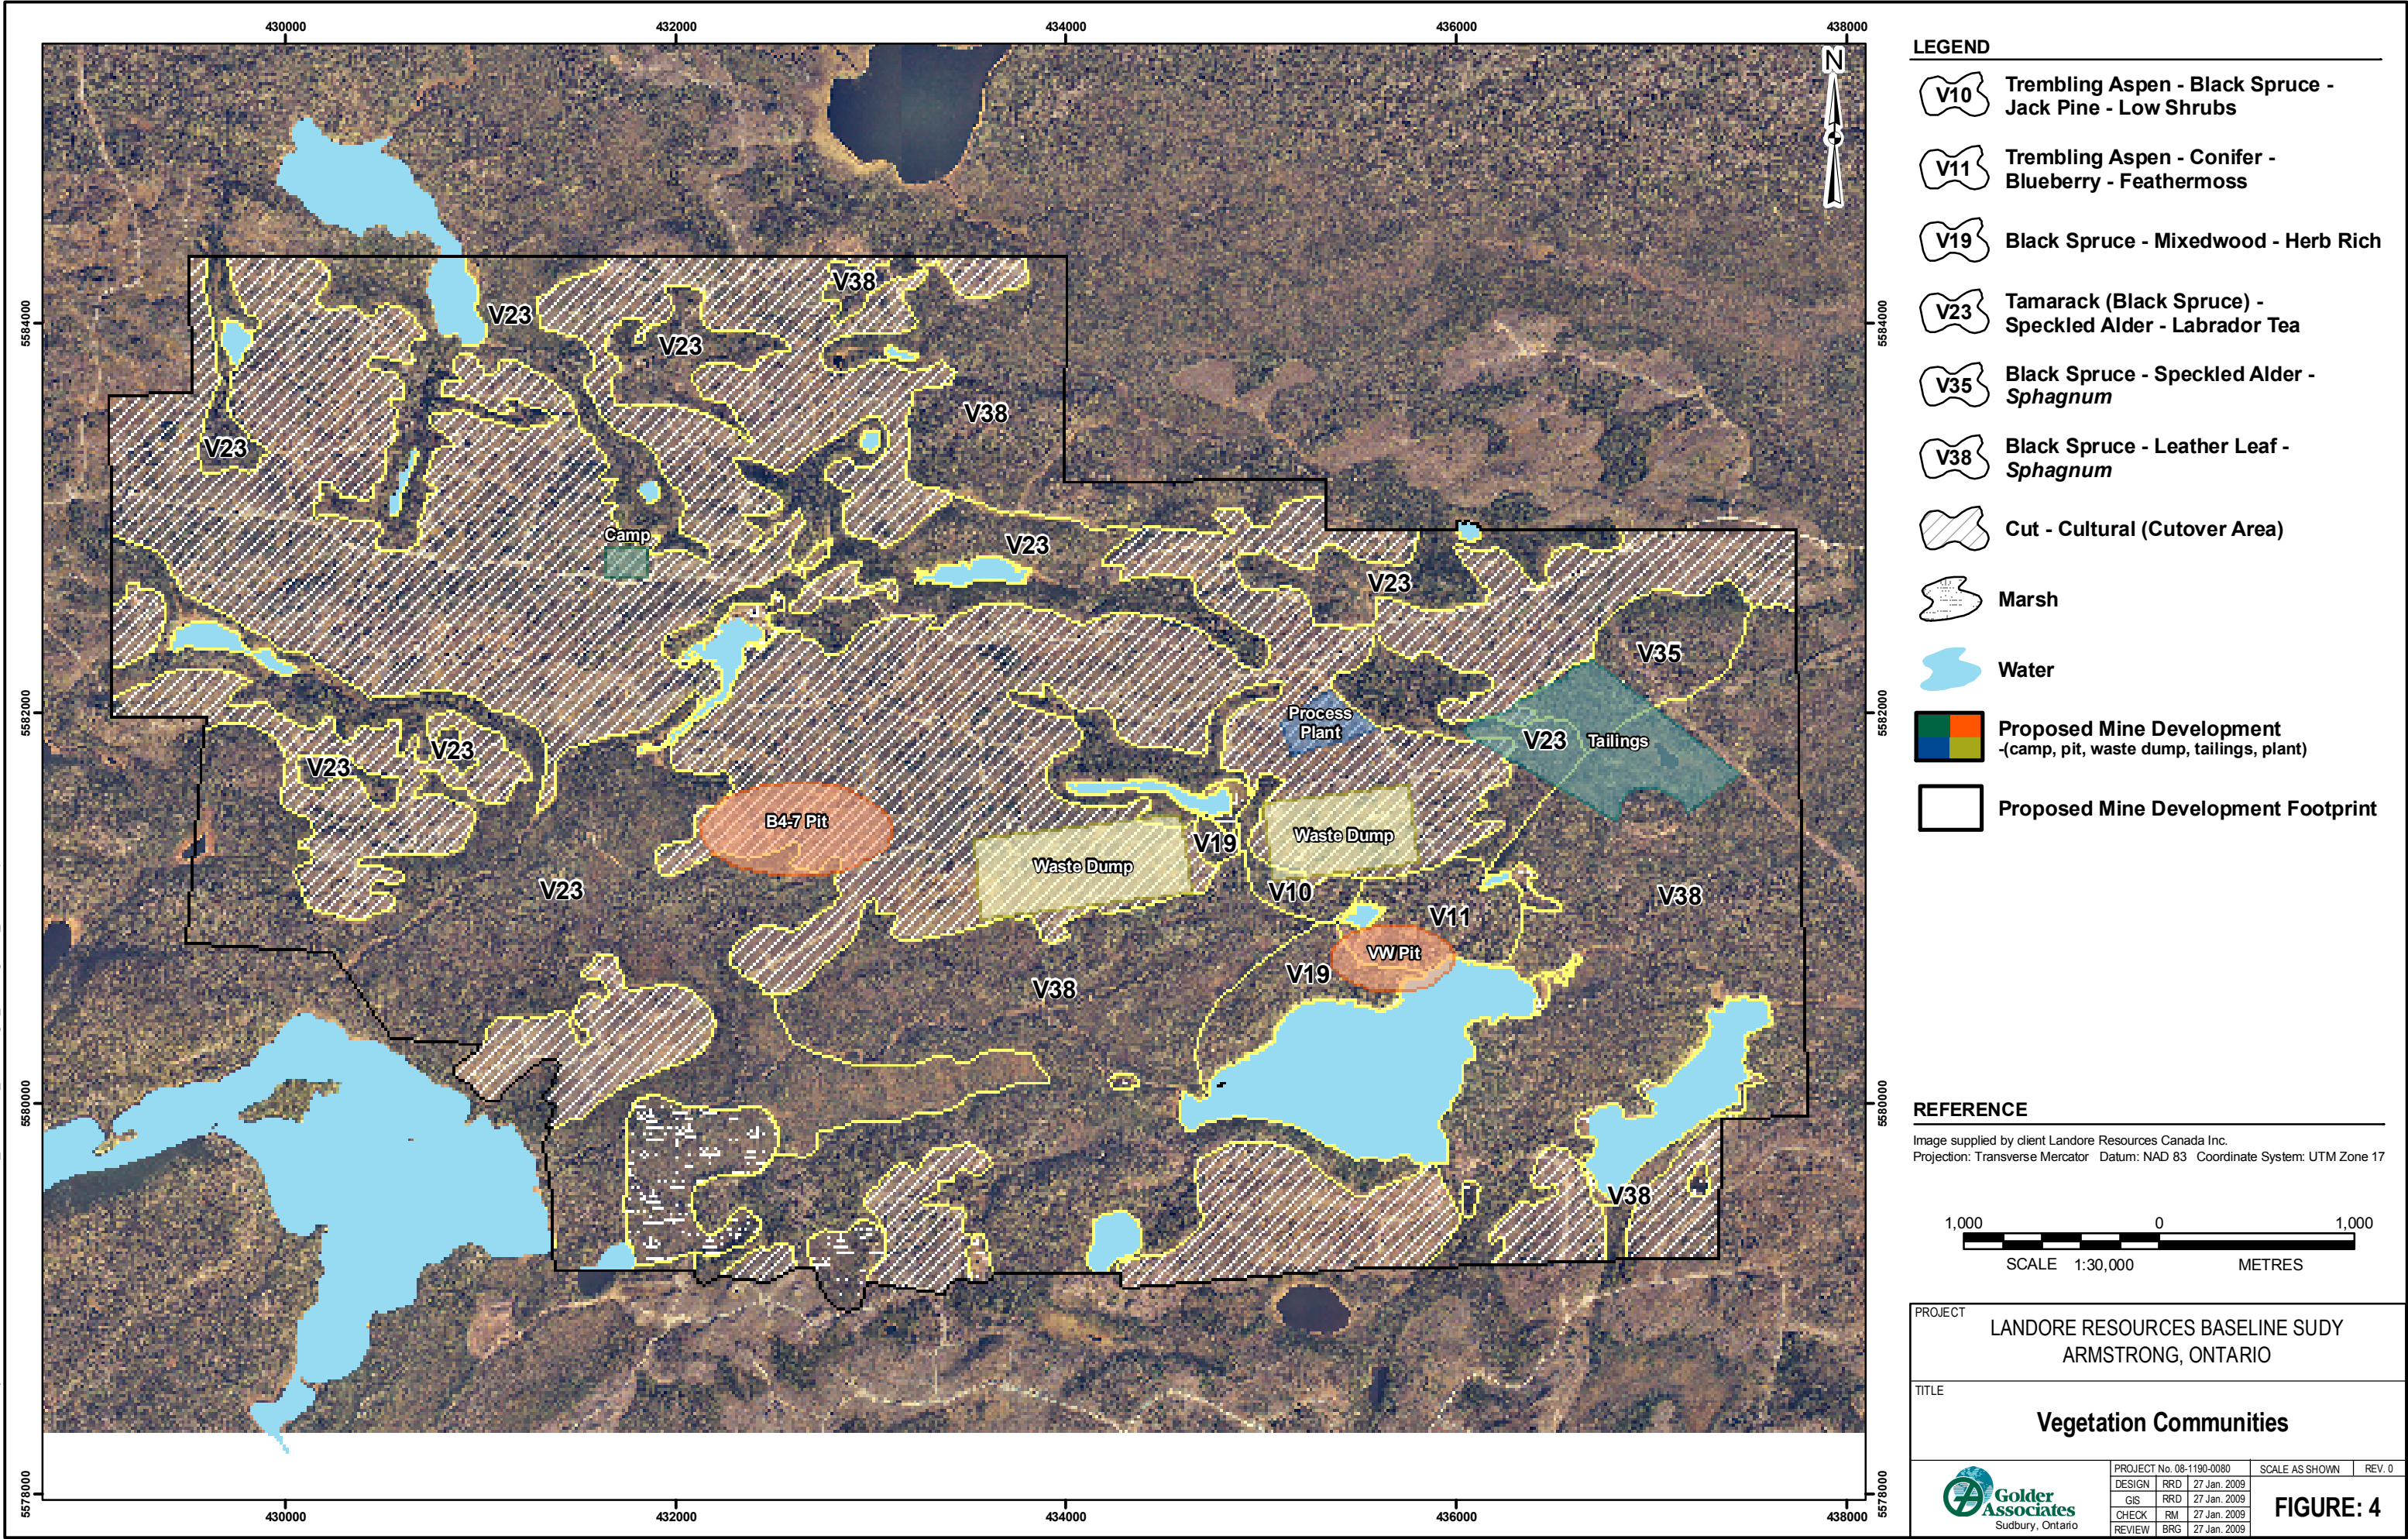 430000
432000
434000
436000
438000
5584000
5582000
5580000
5578000
5584000
5582000
5580000
5578000
430000
432000
434000
436000
438000
N
V38
V23
V23
V38
V23
Camp
V23
V23
V35
Process
Plant
V23
Tailings
V23
V23
B4-7 Pit
Waste Dump
V19
Waste Dump
V23
V10
V38
V11
VW Pit
V19
V38
V38
LEGEND
V10
Trembling Aspen - Black Spruce -
Jack Pine - Low Shrubs
V11
Trembling Aspen - Conifer -
Blueberry - Feathermoss
V19
Black Spruce - Mixedwood - Herb Rich
V23
Tamarack (Black Spruce) -
Speckled Alder - Labrador Tea
V35
Black Spruce - Speckled Alder -
Sphagnum
V38
Black Spruce - Leather Leaf -
Sphagnum
Cut - Cultural (Cutover Area)
Marsh
Water
Proposed Mine Development
-(camp, pit, waste dump, tailings, plant)
Proposed Mine Development Footprint
REFERENCE
Image supplied by client Landore Resources Canada Inc.
Projection: Transverse Mercator Datum: NAD 83 Coordinate System: UTM Zone 17
1,000 0 1,000
SCALE 1:30,000 METRES
PROJECT
LANDORE RESOURCES BASELINE SUDY
ARMSTRONG, ONTARIO
TITLE
Vegetation Communities
Golder
Associates
Sudbury, Ontario
PROJECT No. 08-1190-0080 SCALE AS SHOWN REV. 0
DESIGN RRD 27 Jan. 2009
GIS RRD 27 Jan. 2009
CHECK RM 27 Jan. 2009
REVIEW BRG 27 Jan. 2009
FIGURE: 4